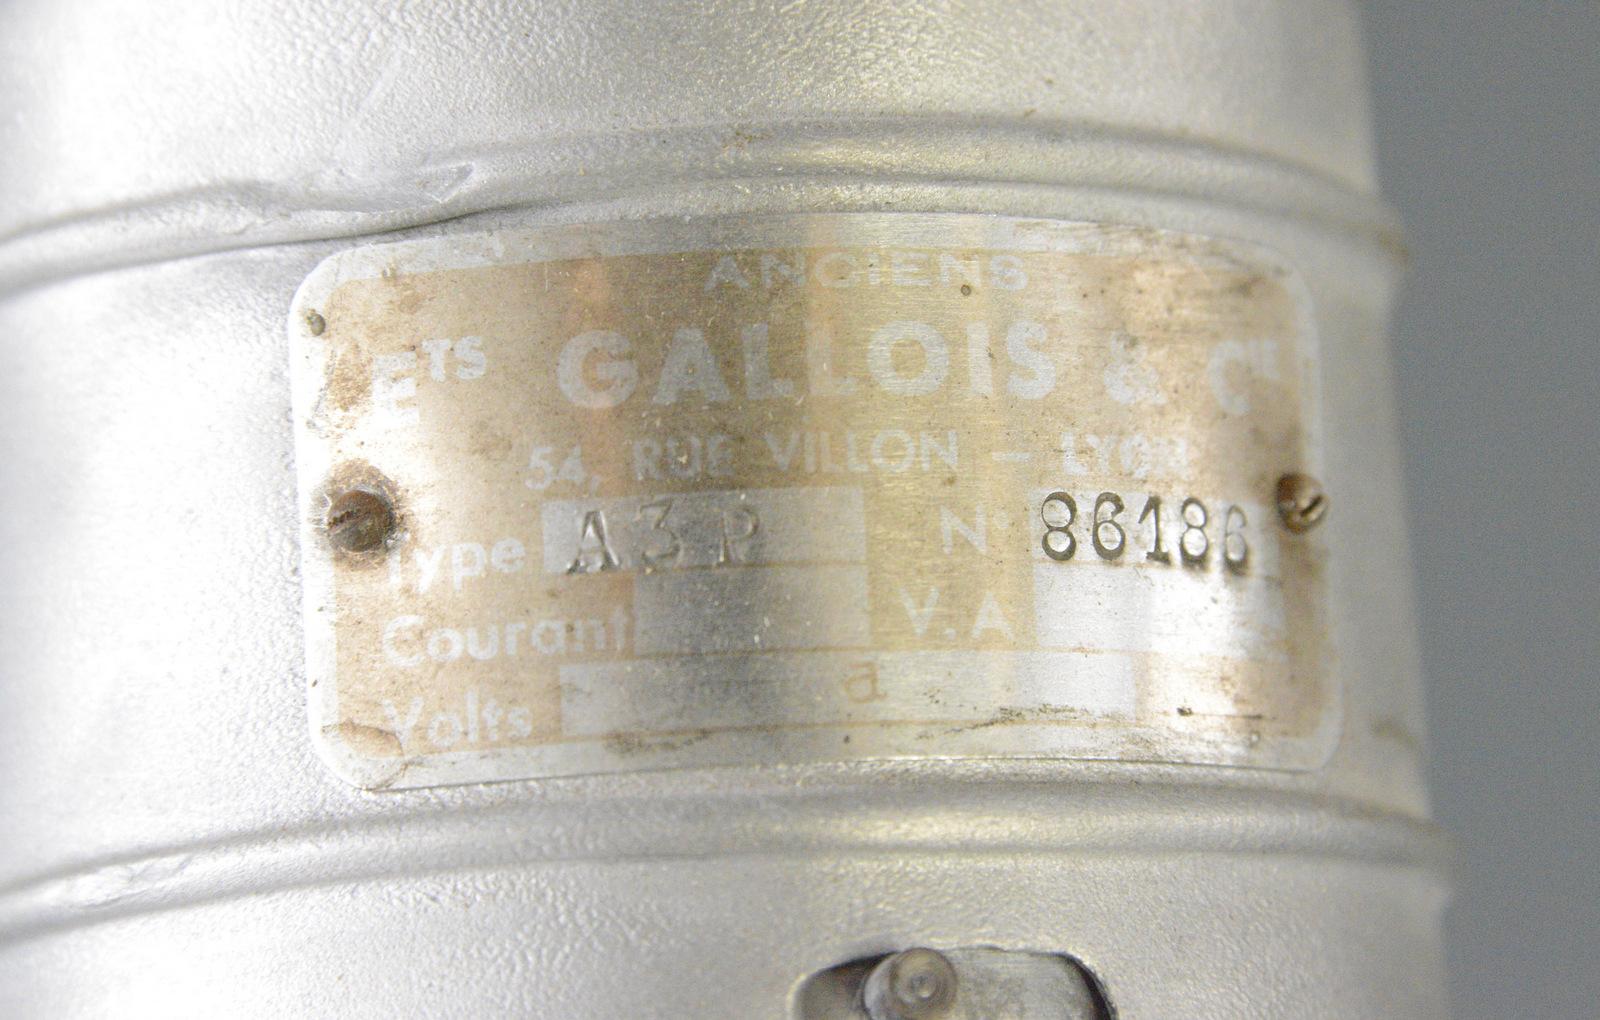 ANCIENS
ETS GALLOIS & CIE
54, RUE VILLON — LYON
Type A3P N° 86186
Courant V.A
Volts a